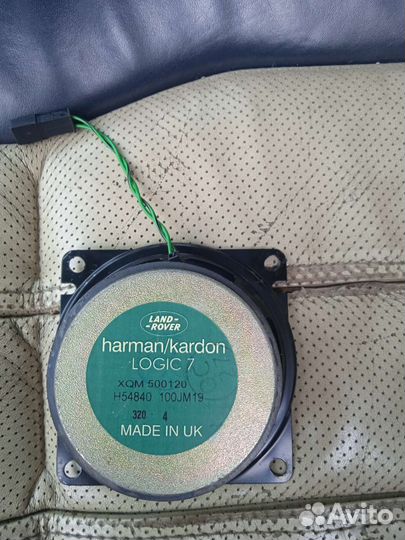 LAND-
-ROVER
harman/kardon
LOGIC 7
XQM 500120
H54840 100JM19
320 4
MADE IN UK
Avito